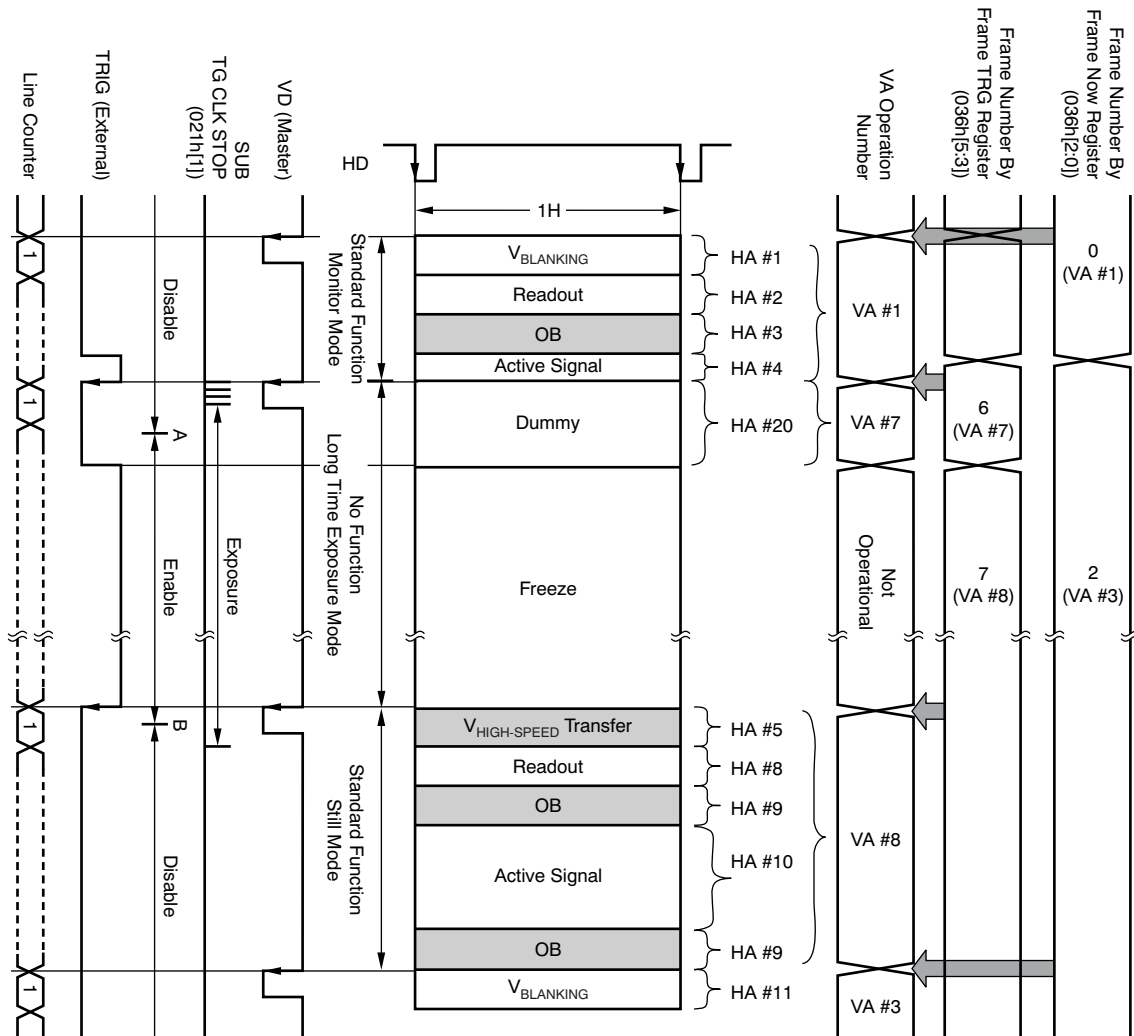 Line Counter
TRIG (External)
SUB
TG CLK STOP
(021h[1])
VD (Master)
VA Operation
Number
Frame Number By
Frame TRG Register
(036h[5:3])
Frame Number By
Frame Now Register
(036h[2:0])
HD
1H
1
Disable
Standard Function
Monitor Mode
VBLANKING
HA #1
Readout
HA #2
OB
HA #3
Active Signal
HA #4
VA #1
0
(VA #1)
1
A
Dummy
HA #20
VA #7
6
(VA #7)
Enable
Exposure
No Function
Long Time Exposure Mode
Freeze
Not
Operational
7
(VA #8)
2
(VA #3)
1
B
Disable
Standard Function
Still Mode
VHIGH-SPEED Transfer
HA #5
Readout
HA #8
OB
HA #9
Active Signal
HA #10
VA #8
OB
HA #9
1
VBLANKING
HA #11
VA #3